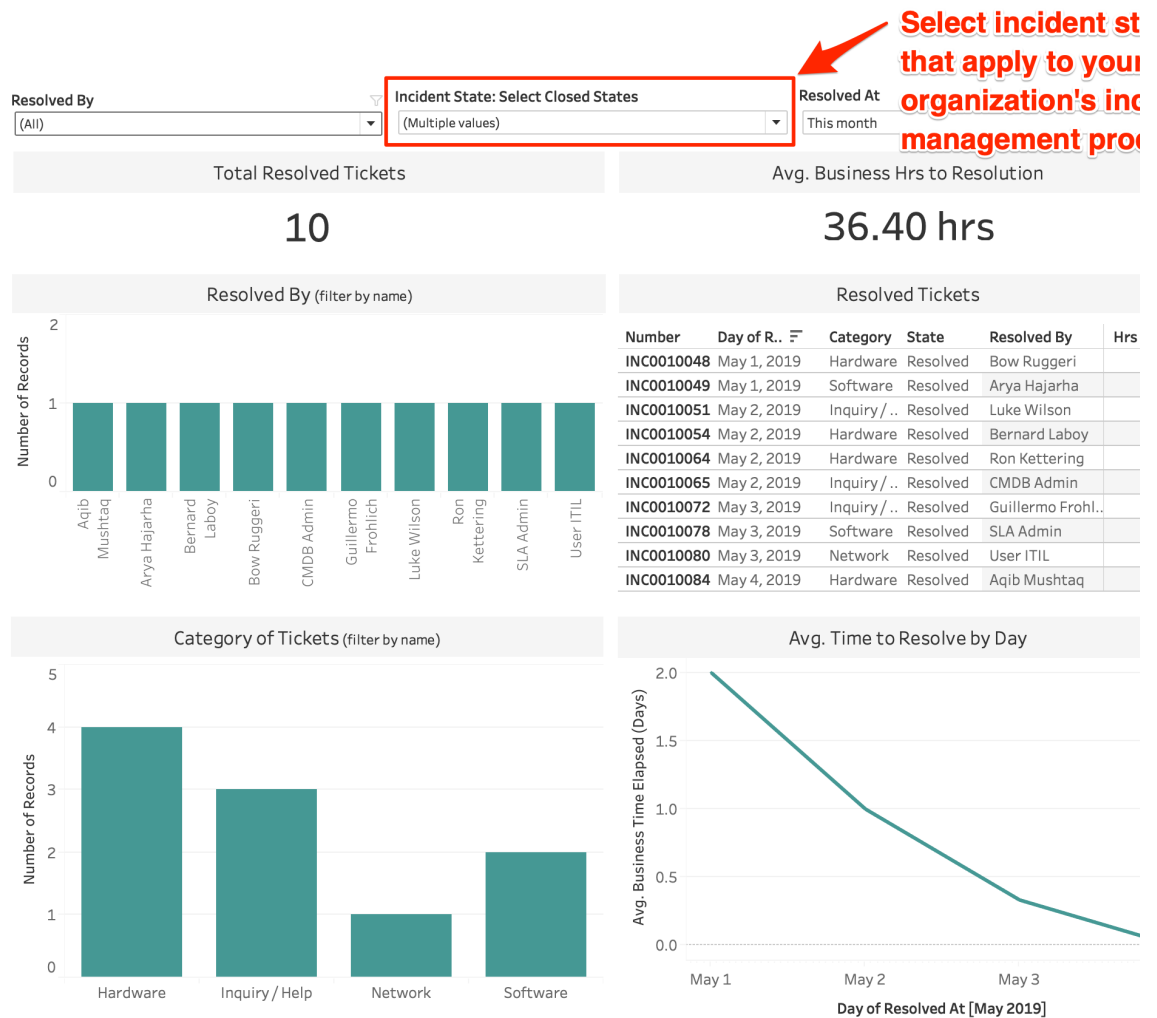 Select incident st
that apply to your
organization's inc
management proc
Resolved By
(All)
Incident State: Select Closed States
(Multiple values)
Resolved At
This month
Total Resolved Tickets
10
Avg. Business Hrs to Resolution
36.40 hrs
Resolved By (filter by name)
Number of Records
2
1
0
Aqib Mushtaq
Arya Hajarha
Bernard Laboy
Bow Ruggeri
CMDB Admin
Guillermo Frohlich
Luke Wilson
Ron Kettering
SLA Admin
User ITIL
Resolved Tickets
Number Day of R.. Category State Resolved By Hrs
INC0010048 May 1, 2019 Hardware Resolved Bow Ruggeri
INC0010049 May 1, 2019 Software Resolved Arya Hajarha
INC0010051 May 2, 2019 Inquiry / .. Resolved Luke Wilson
INC0010054 May 2, 2019 Hardware Resolved Bernard Laboy
INC0010064 May 2, 2019 Hardware Resolved Ron Kettering
INC0010065 May 2, 2019 Inquiry / .. Resolved CMDB Admin
INC0010072 May 3, 2019 Inquiry / .. Resolved Guillermo Frohl..
INC0010078 May 3, 2019 Software Resolved SLA Admin
INC0010080 May 3, 2019 Network Resolved User ITIL
INC0010084 May 4, 2019 Hardware Resolved Aqib Mushtaq
Category of Tickets (filter by name)
Number of Records
5
4
3
2
1
0
Hardware Inquiry / Help Network Software
Avg. Time to Resolve by Day
Avg. Business Time Elapsed (Days)
2.0
1.5
1.0
0.5
0.0
May 1 May 2 May 3
Day of Resolved At [May 2019]